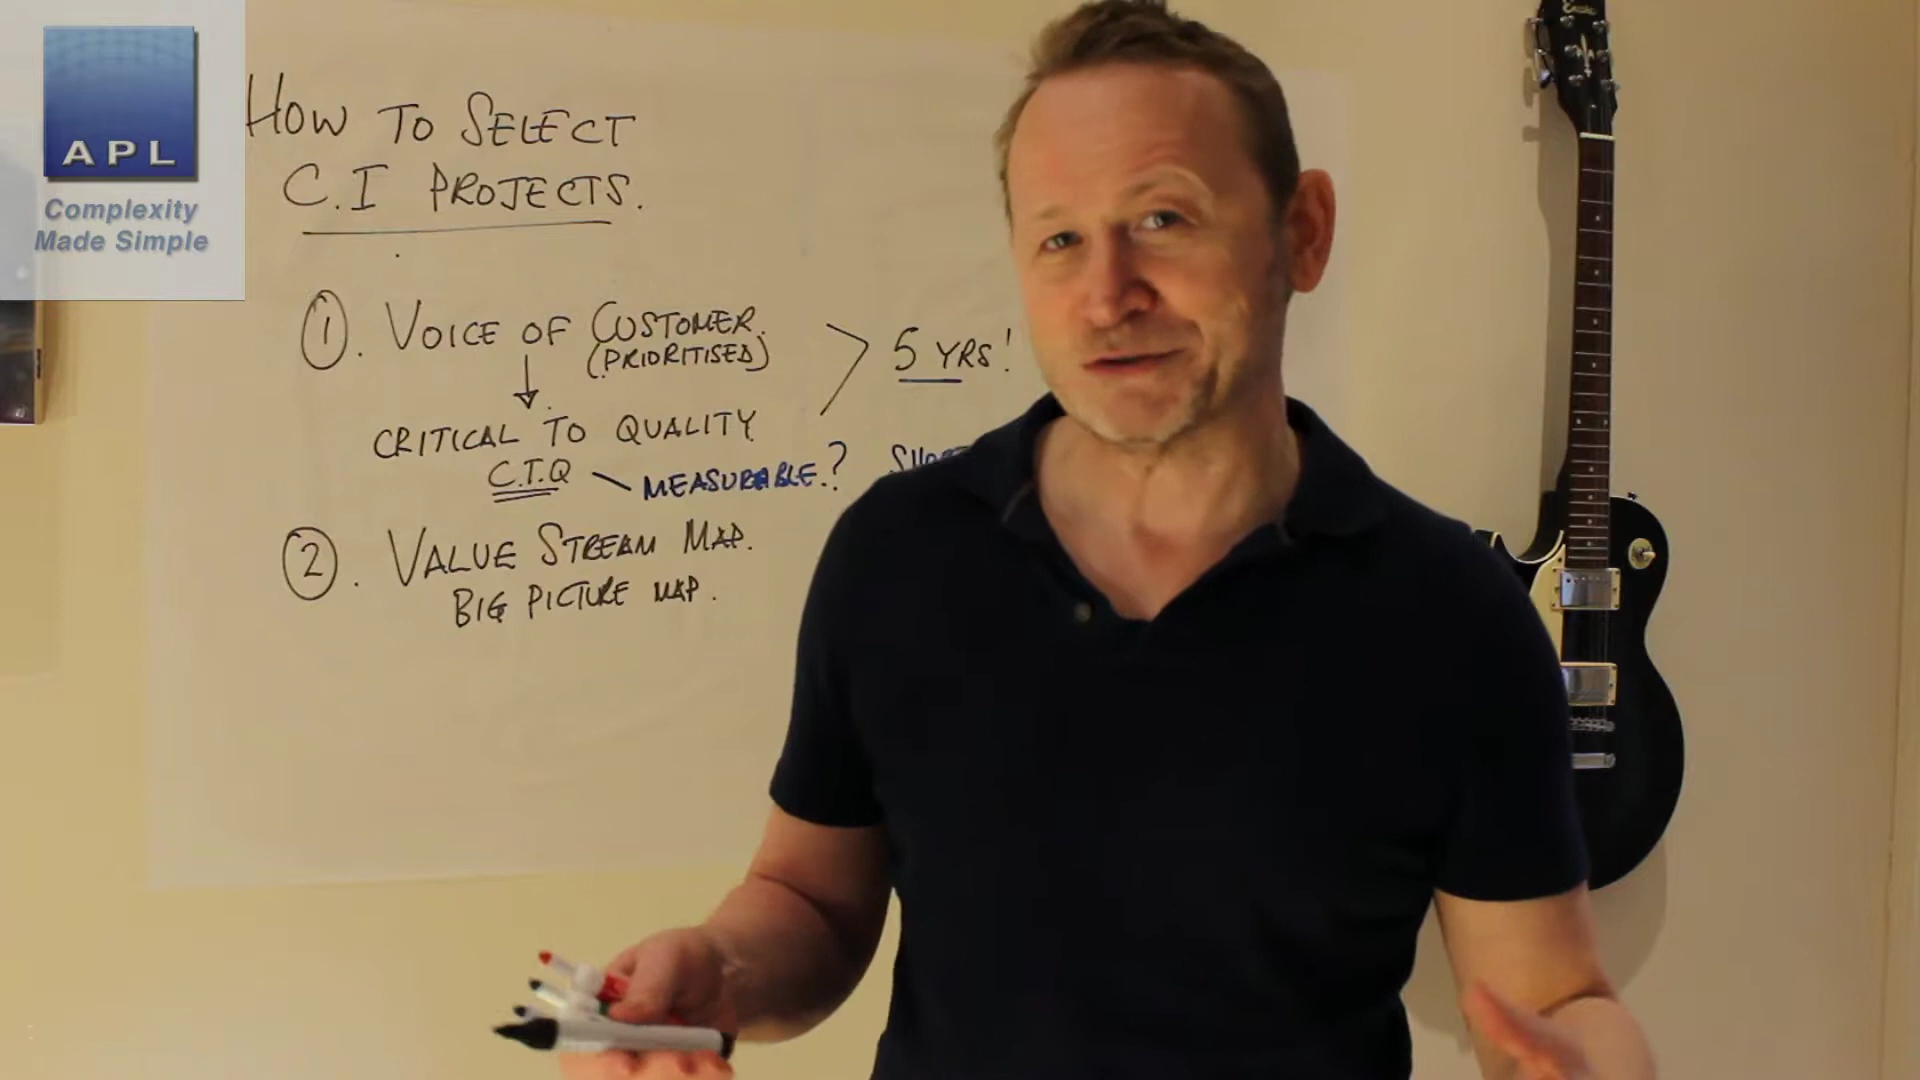 APL
Complexity
Made Simple
HOW TO SELECT
C.I PROJECTS.
1. VOICE OF CUSTOMER.
(PRIORITISED)
5 YRS!
CRITICAL TO QUALITY
C.T.Q
MEASURABLE.?
2. VALUE STREAM MAP.
BIG PICTURE MAP.